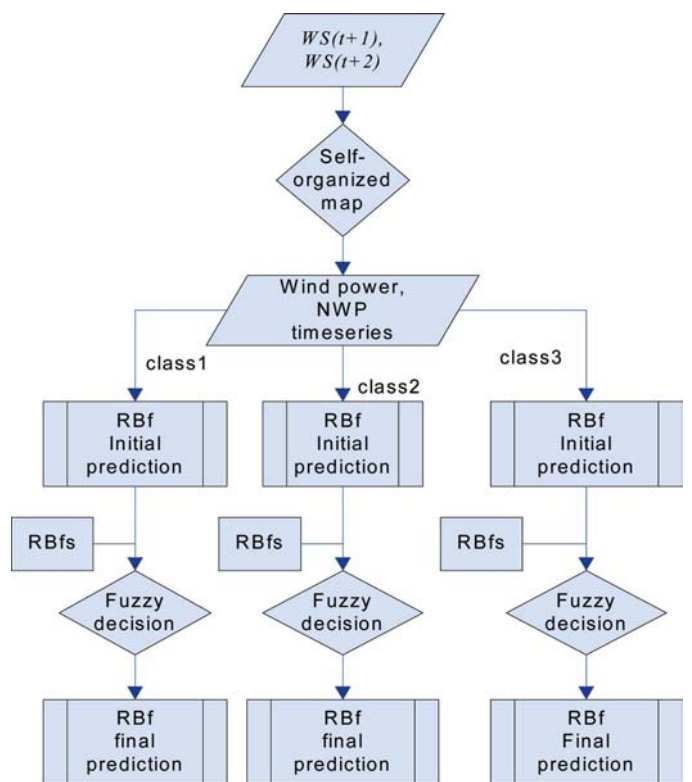 WS(t+1),
WS(t+2)
Self-
organized
map
Wind power,
NWP
timeseries
class1
class2
class3
RBf
Initial
prediction
RBf
Initial
prediction
RBf
Initial
prediction
RBfs
RBfs
RBfs
Fuzzy
decision
Fuzzy
decision
Fuzzy
decision
RBf
final
prediction
RBf
final
prediction
RBf
Final
prediction